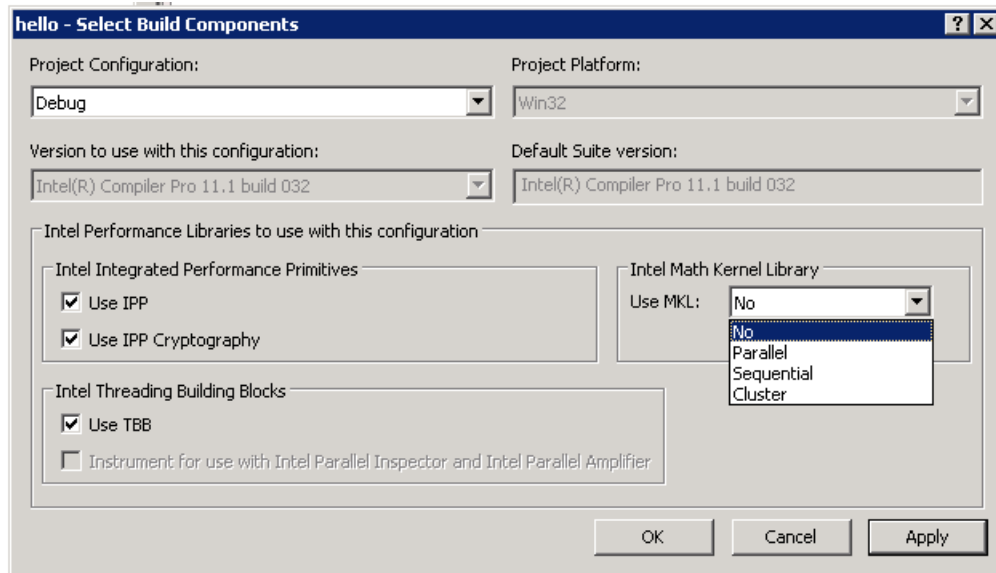 hello - Select Build Components
Project Configuration:
Project Platform:
Debug
Win32
Version to use with this configuration:
Default Suite version:
Intel(R) Compiler Pro 11.1 build 032
Intel(R) Compiler Pro 11.1 build 032
Intel Performance Libraries to use with this configuration
Intel Integrated Performance Primitives
Use IPP
Use IPP Cryptography
Intel Math Kernel Library
Use MKL:
No
No
Parallel
Sequential
Cluster
Intel Threading Building Blocks
Use TBB
Instrument for use with Intel Parallel Inspector and Intel Parallel Amplifier
OK
Cancel
Apply